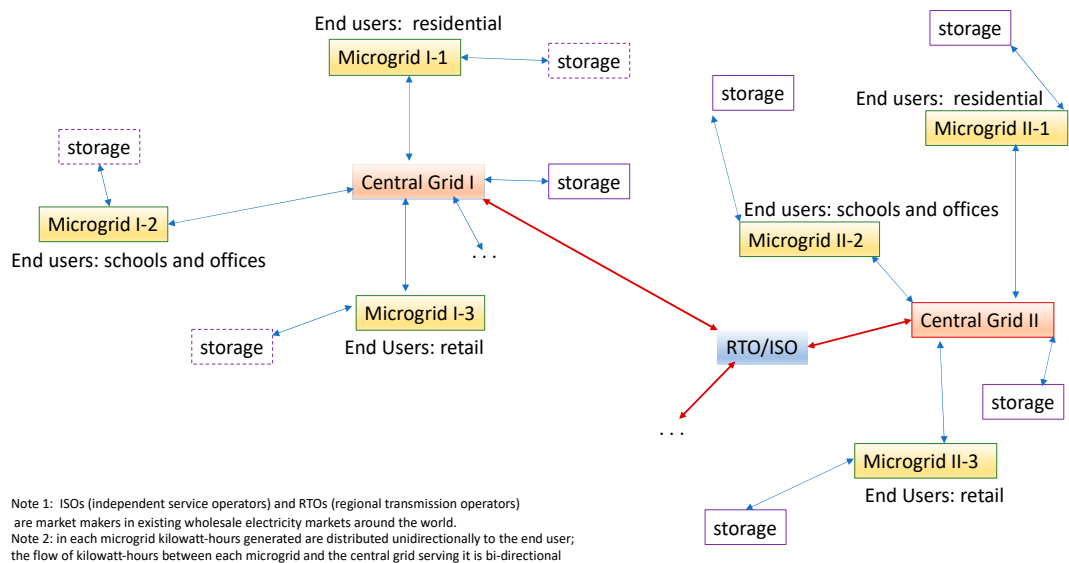 End users: residential
Microgrid I-1
storage
storage
Microgrid I-2
End users: schools and offices
Central Grid I
storage
. . .
Microgrid I-3
End Users: retail
storage
storage
End users: residential
Microgrid II-1
storage
End users: schools and offices
Microgrid II-2
Central Grid II
RTO/ISO
. . .
storage
Microgrid II-3
End Users: retail
storage
Note 1: ISOs (independent service operators) and RTOs (regional transmission operators)
are market makers in existing wholesale electricity markets around the world.
Note 2: in each microgrid kilowatt-hours generated are distributed unidirectionally to the end user;
the flow of kilowatt-hours between each microgrid and the central grid serving it is bi-directional